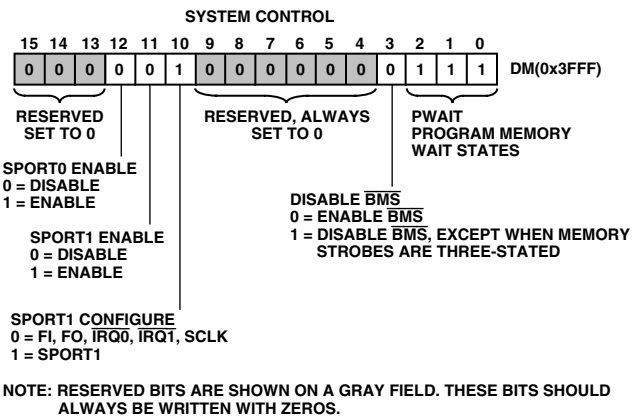 SYSTEM CONTROL
15 14 13 12 11 10 9 8 7 6 5 4 3 2 1 0
0 0 0 0 0 1 0 0 0 0 0 0 0 1 1 1 DM(0x3FFF)
RESERVED
SET TO 0
RESERVED, ALWAYS
SET TO 0
PWAIT
PROGRAM MEMORY
WAIT STATES
SPORT0 ENABLE
0 = DISABLE
1 = ENABLE
DISABLE BMS
0 = ENABLE BMS
1 = DISABLE BMS, EXCEPT WHEN MEMORY
STROBES ARE THREE-STATED
SPORT1 ENABLE
0 = DISABLE
1 = ENABLE
SPORT1 CONFIGURE
0 = FI, FO, IRQ0, IRQ1, SCLK
1 = SPORT1
NOTE: RESERVED BITS ARE SHOWN ON A GRAY FIELD. THESE BITS SHOULD
ALWAYS BE WRITTEN WITH ZEROS.